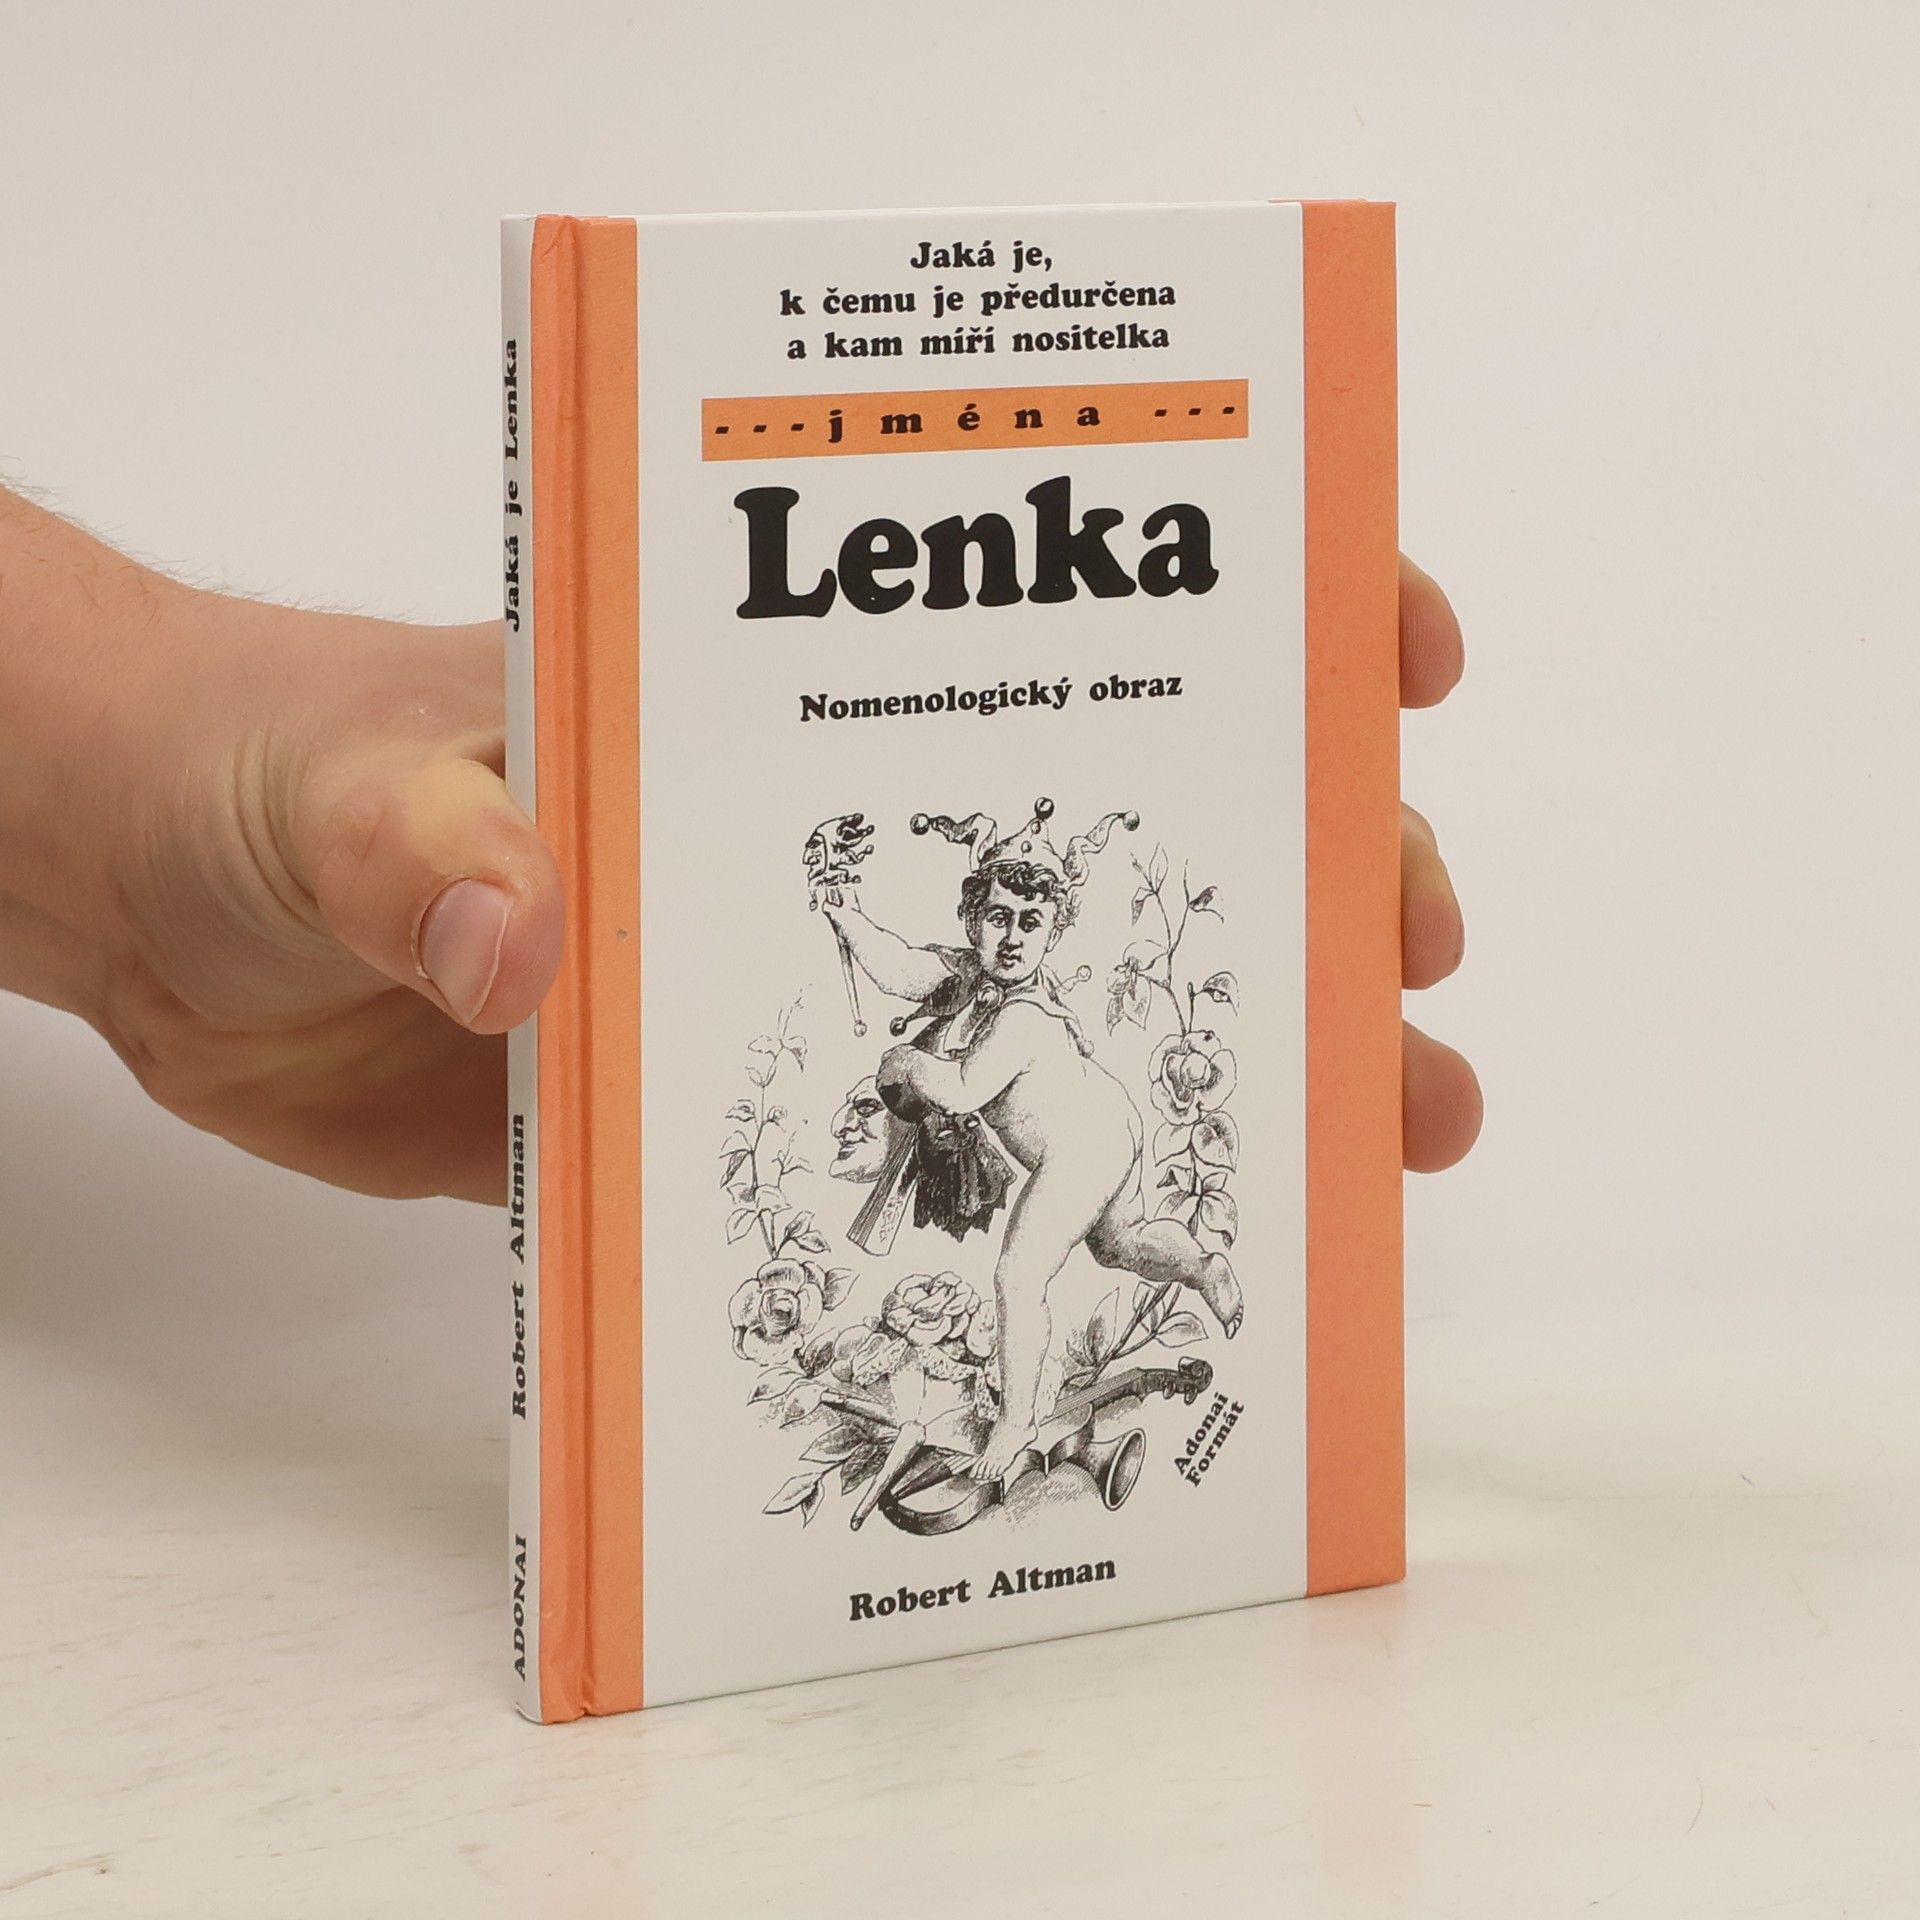 Jaká je,
k čemu je předurčena
a kam míří nositelka
- - - j m é n a - - -
Lenka
Nomenologický obraz
Adonai
Formát
Robert Altman
Jaká je Lenka
Robert Altman
ADONAI